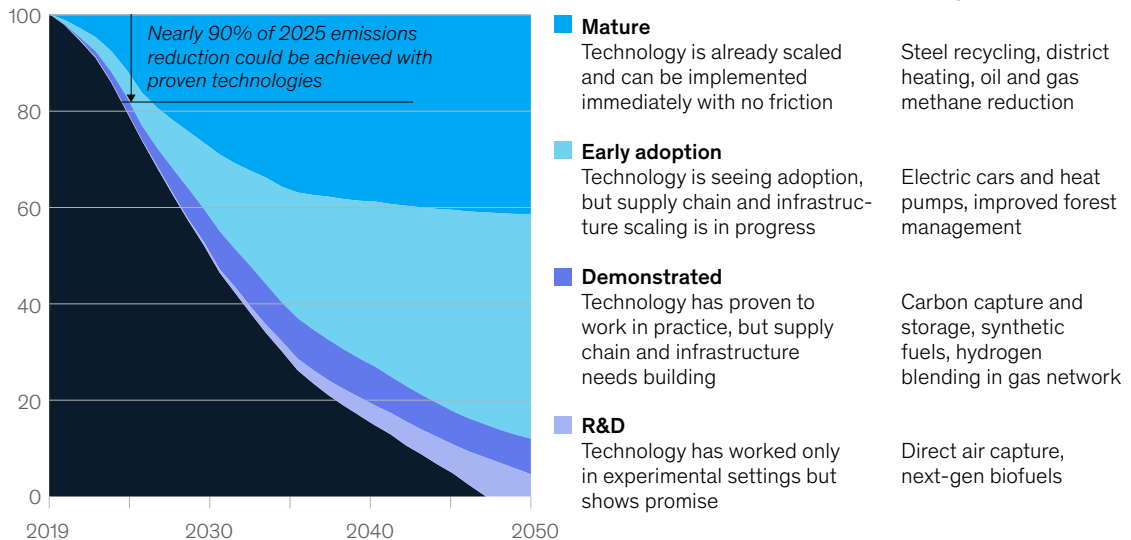 100
80
60
40
20
0
2019
2030
2040
2050
Nearly 90% of 2025 emissions
reduction could be achieved with
proven technologies
Mature
Technology is already scaled
and can be implemented
immediately with no friction
Steel recycling, district
heating, oil and gas
methane reduction
Early adoption
Technology is seeing adoption,
but supply chain and infrastruc-
ture scaling is in progress
Electric cars and heat
pumps, improved forest
management
Demonstrated
Technology has proven to
work in practice, but supply
chain and infrastructure
needs building
Carbon capture and
storage, synthetic
fuels, hydrogen
blending in gas network
R&D
Technology has worked only
in experimental settings but
shows promise
Direct air capture,
next-gen biofuels